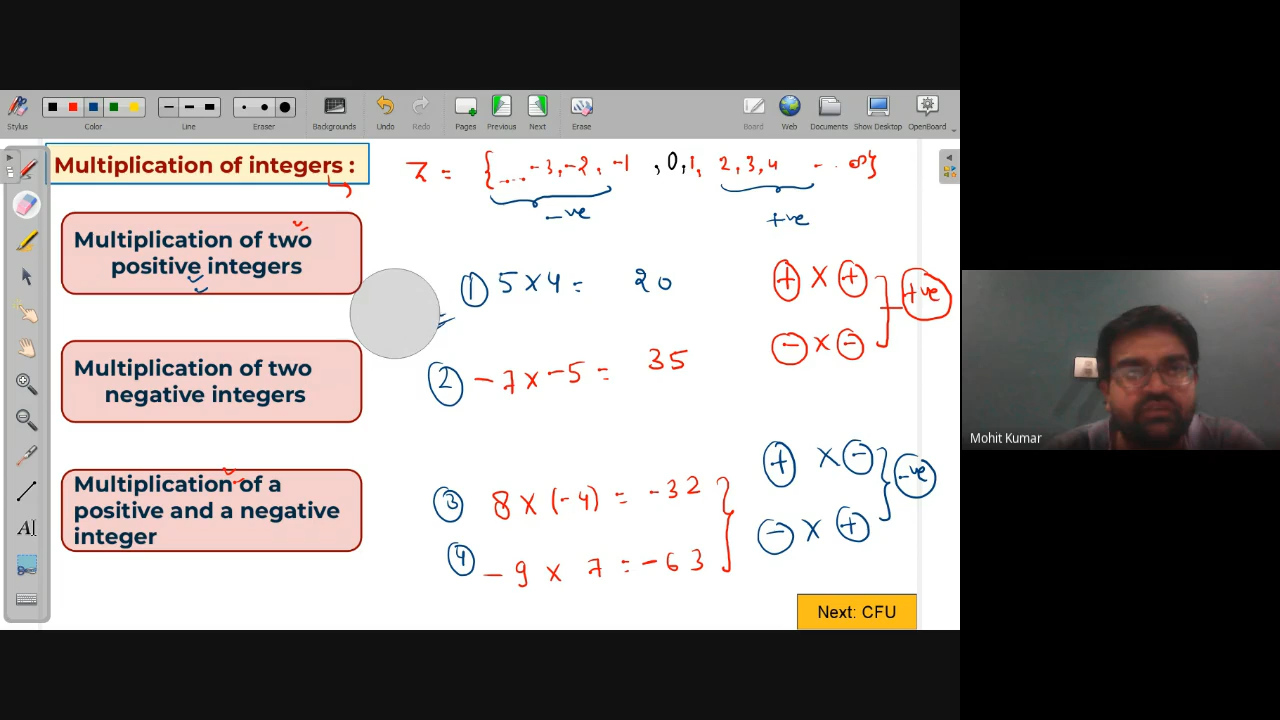 Stylus
Color
Line
Eraser
Backgrounds
Undo
Redo
Pages
Previous
Next
Erase
Board
Web
Documents
Show Desktop
OpenBoard
Multiplication of integers :
Z = {....-3,-2, -1 ,0,1, 2,3,4 - .. ∞}
-ve
+ve
Multiplication of two
positive integers
① 5 x 4 = 20
⊕ x ⊕
+ve
⊖ x ⊖
Multiplication of two
negative integers
② -7 x -5 = 35
Multiplication of a
positive and a negative
integer
③ 8 x (-4) = -32
④ -9 x 7 = -63
⊕ x ⊖
-ve
⊖ x ⊕
Next: CFU
Mohit Kumar